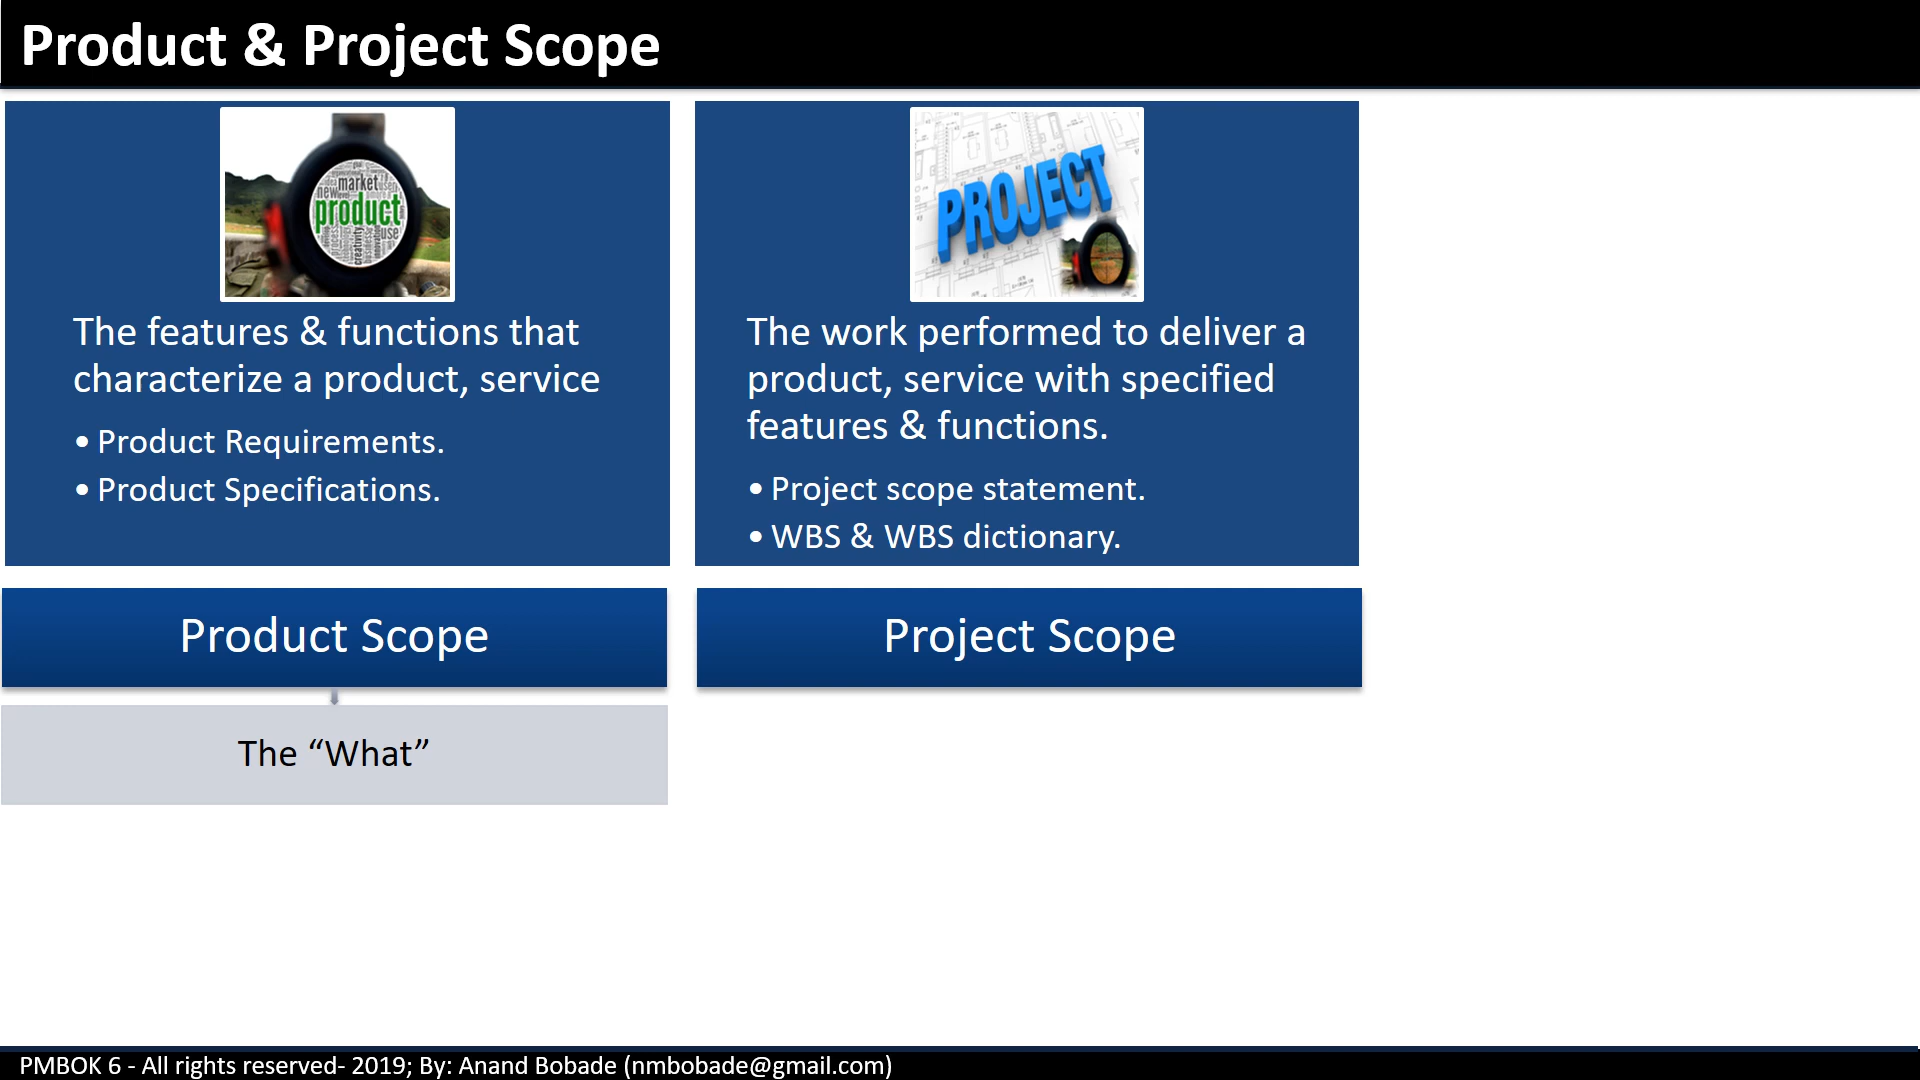 Product & Project Scope
market
new
product
use
creativity
The features & functions that
characterize a product, service
• Product Requirements.
• Product Specifications.
Product Scope
The “What”
PROJECT
The work performed to deliver a
product, service with specified
features & functions.
• Project scope statement.
• WBS & WBS dictionary.
Project Scope
PMBOK 6 - All rights reserved- 2019; By: Anand Bobade (nmbobade@gmail.com)